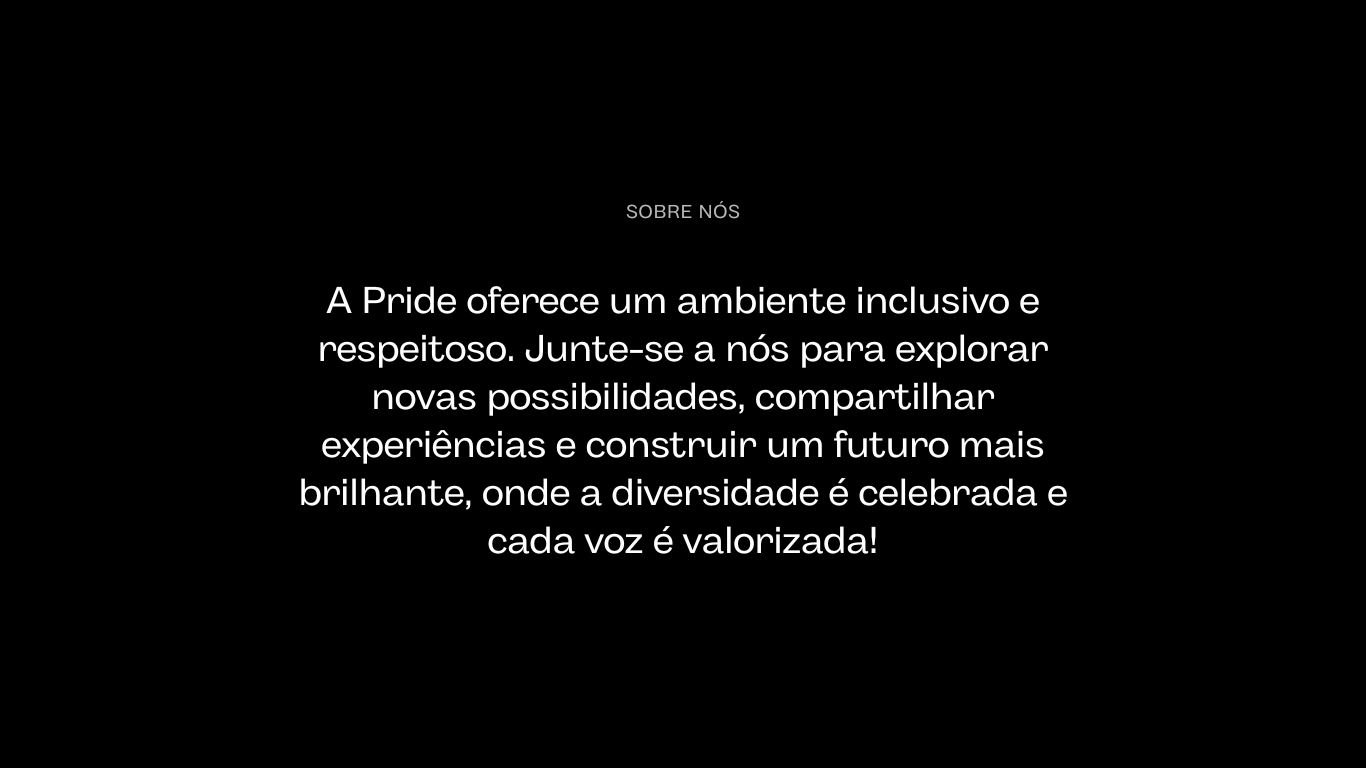 SOBRE NÓS
A Pride oferece um ambiente inclusivo e
respeitoso. Junte-se a nós para explorar
novas possibilidades, compartilhar
experiências e construir um futuro mais
brilhante, onde a diversidade é celebrada e
cada voz é valorizada!